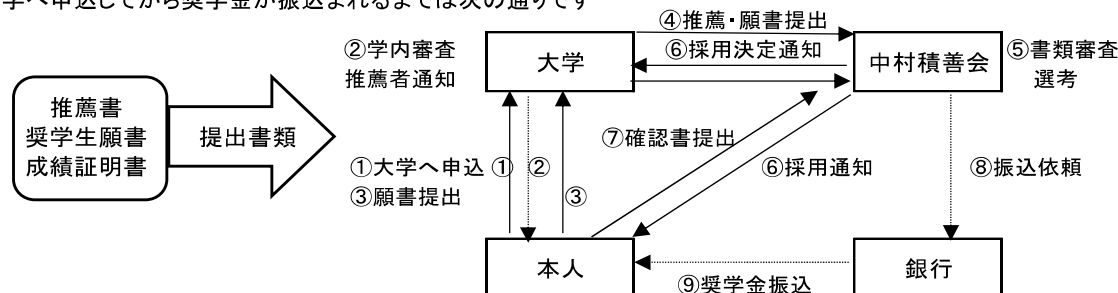 学へ申込してから奨学金が振込まれるまでは次の通りです
④推薦・願書提出
②学内審査
推薦者通知
大学
⑥採用決定通知
中村積善会
⑤書類審査
選考
推薦書
奨学生願書
成績証明書
提出書類
⑦確認書提出
①大学へ申込
①
②
⑥採用通知
⑧振込依頼
③願書提出
③
本人
銀行
⑨奨学金振込